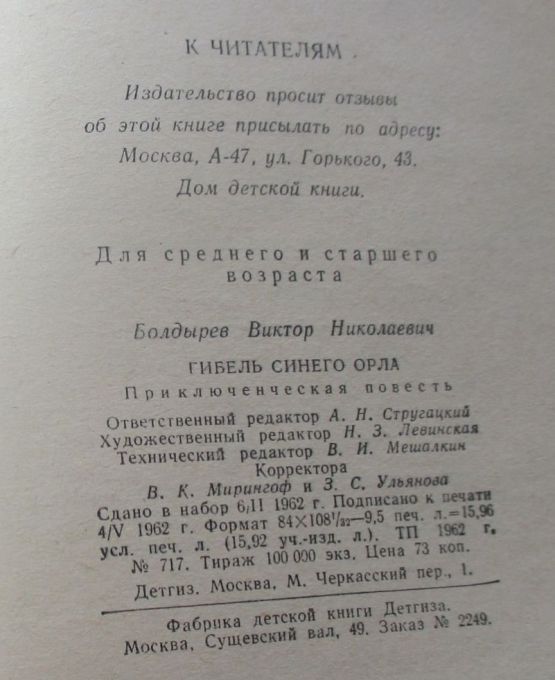 К ЧИТАТЕЛЯМ.
Издательство просит отзывы
об этой книге присылать по адресу:
Москва, А-47, ул. Горького, 43.
Дом детской книги.
Для среднего и старшего
возраста
Болдырев Виктор Николаевич
ГИБЕЛЬ СИНЕГО ОРЛА
Приключенческая повесть
Ответственный редактор А. Н. Стругацкий
Художественный редактор Н. З. Левинская
Технический редактор В. И. Мешалкин
Корректора
В. К. Мирингоф и З. С. Ульянова
Сдано в набор 6/II 1962 г. Подписано к печати
4/V 1962 г. Формат 84×108¹/₃₂—9,5 печ. л.=15,96
усл. печ. л. (15,92 уч.-изд. л.). ТП 1962 г.
№ 717. Тираж 100 000 экз. Цена 73 коп.
Детгиз. Москва, М. Черкасский пер., 1.
Фабрика детской книги Детгиза.
Москва, Сущевский вал, 49. Заказ № 2249.